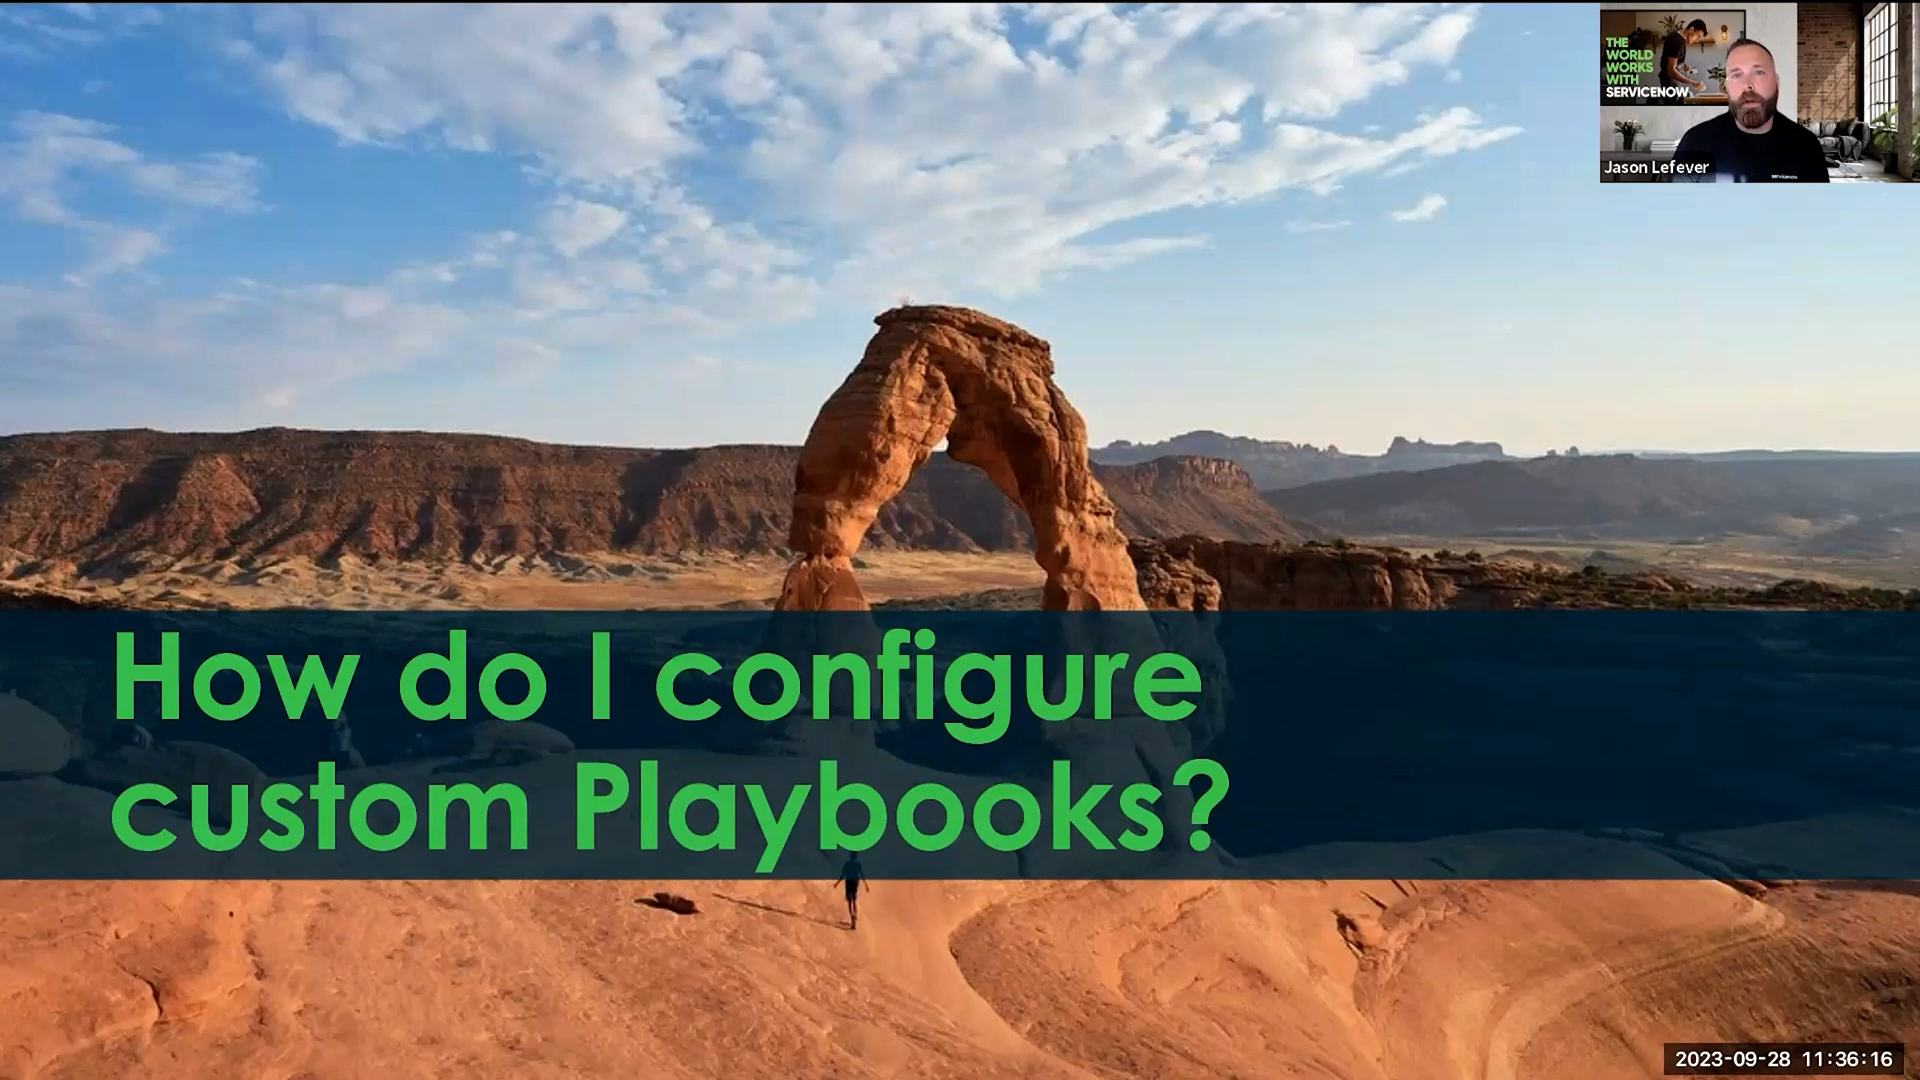 THE
WORLD
WORKS
WITH
SERVICENOW
Jason Lefever
How do I configure
custom Playbooks?
2023-09-28 11:36:16